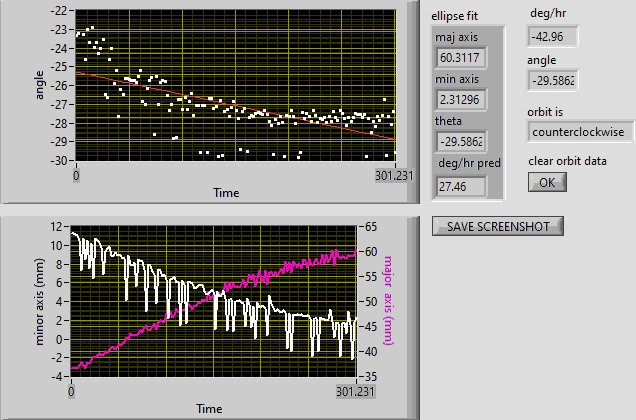 -22
-23
-24
-25
-26
-27
-28
-29
-30
angle
0
301.231
Time
ellipse fit
maj axis
60.3117
min axis
2.31296
theta
-29.5862
deg/hr pred
27.46
deg/hr
-42.96
angle
-29.5862
orbit is
counterclockwise
clear orbit data
OK
SAVE SCREENSHOT
12
10
8
6
4
2
0
-2
-4
minor axis (mm)
65
60
55
50
45
40
35
major axis (mm)
0
301.231
Time